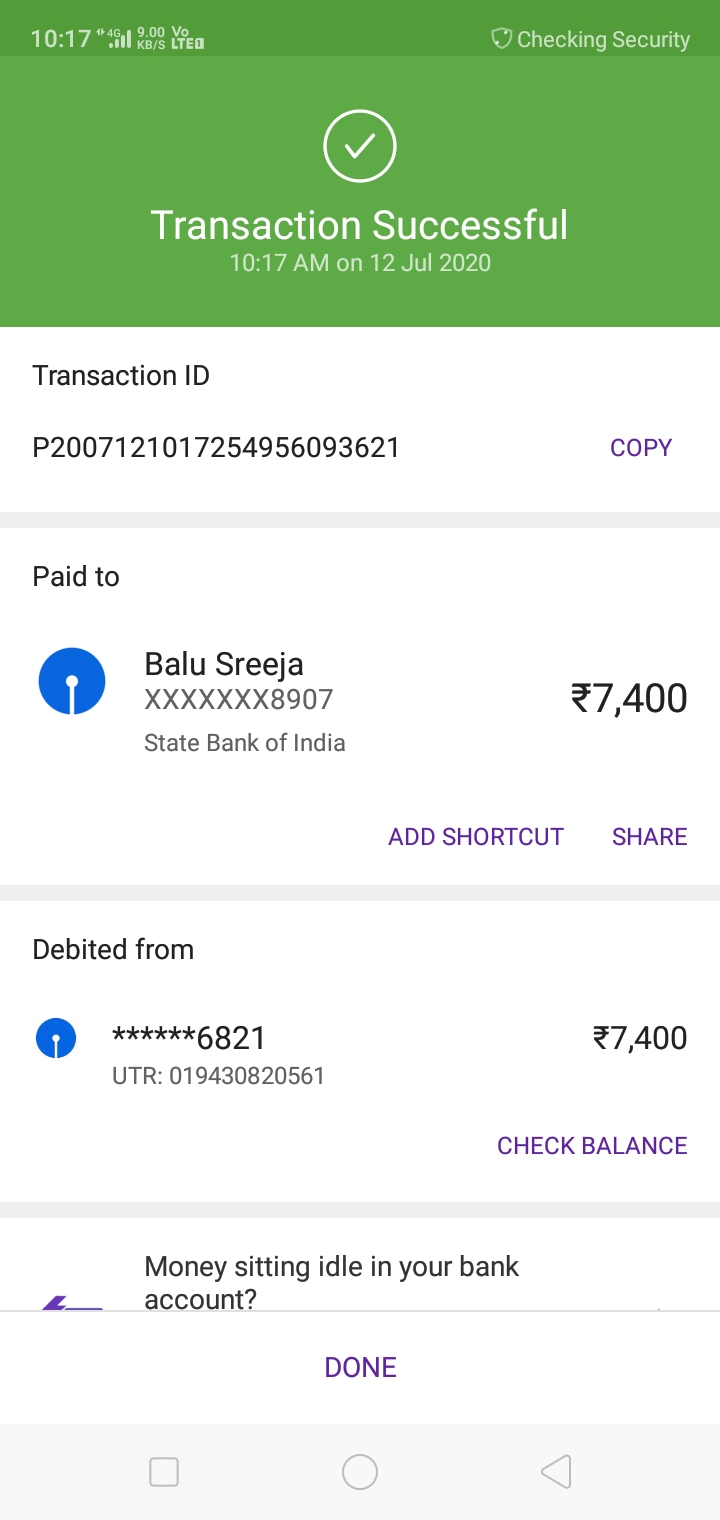 10:17 4G 9.00 KB/S Vo LTE Checking Security
Transaction Successful
10:17 AM on 12 Jul 2020
Transaction ID
P2007121017254956093621 COPY
Paid to
Balu Sreeja
XXXXXXX8907
₹7,400
State Bank of India
ADD SHORTCUT SHARE
Debited from
******6821 ₹7,400
UTR: 019430820561
CHECK BALANCE
Money sitting idle in your bank
account?
DONE